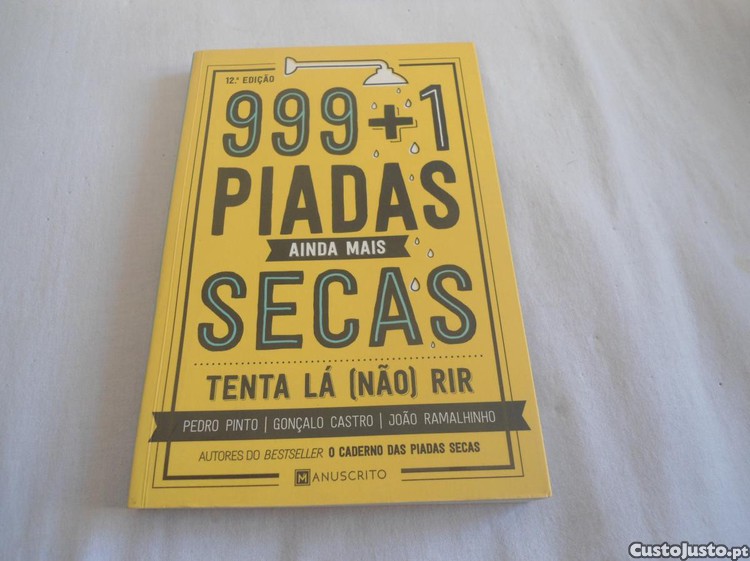 12.ª EDIÇÃO
999+1
PIADAS
AINDA MAIS
SECAS
TENTA LÁ (NÃO) RIR
PEDRO PINTO | GONÇALO CASTRO | JOÃO RAMALHINHO
AUTORES DO BESTSELLER O CADERNO DAS PIADAS SECAS
MANUSCRITO
CustoJusto.pt